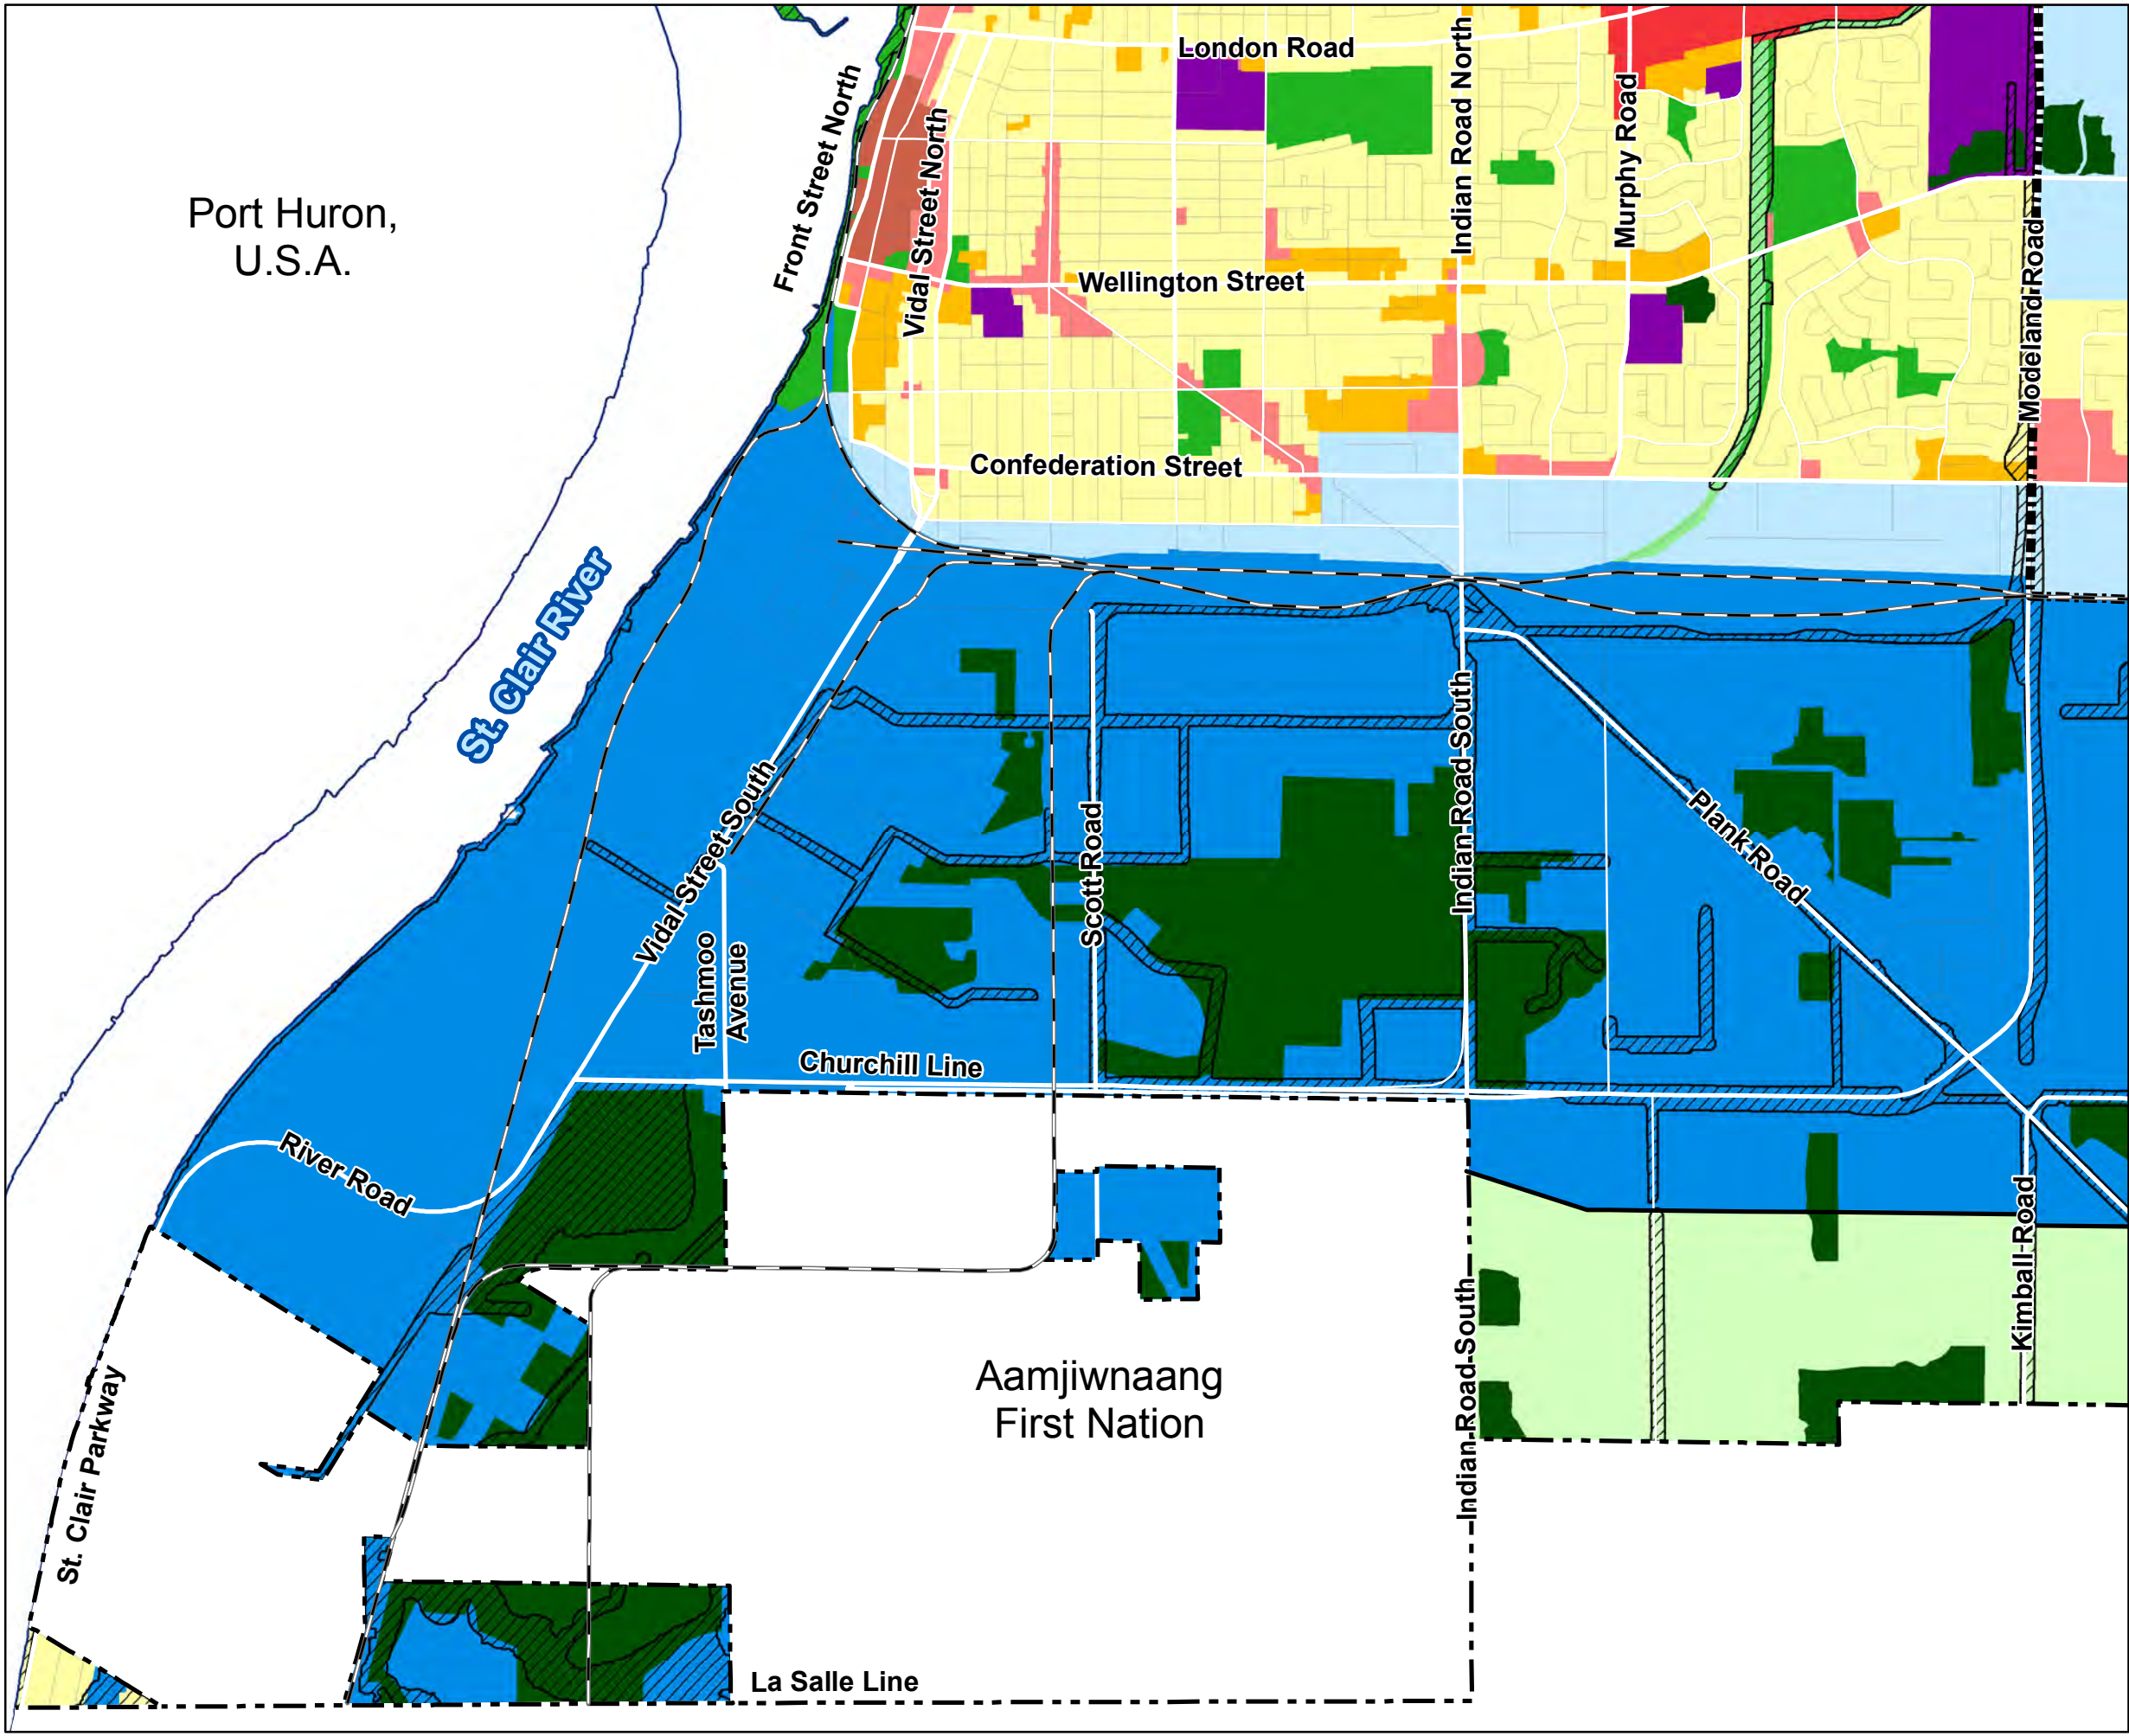 London Road
Front Street North
Vidal Street North
Indian Road North
Murphy Road
Port Huron,
U.S.A.
Wellington Street
Modeland Road
Confederation Street
St. Clair River
Vidal Street South
Scott Road
Indian Road South
Plank Road
Tashmoo
Avenue
Churchill Line
River Road
Kimball Road
Indian Road South
Aamjiwnaang
First Nation
St. Clair Parkway
La Salle Line